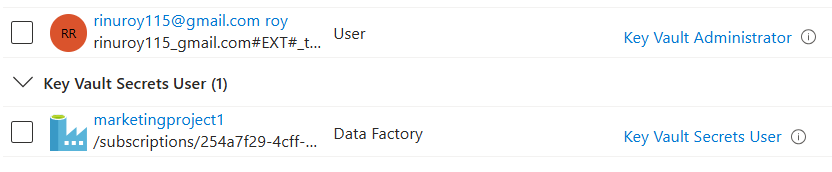 rinuroy115@gmail.com roy
RR
rinuroy115_gmail.com#EXT#_t...
User
Key Vault Administrator
Key Vault Secrets User (1)
marketingproject1
/subscriptions/254a7f29-4cff-...
Data Factory
Key Vault Secrets User